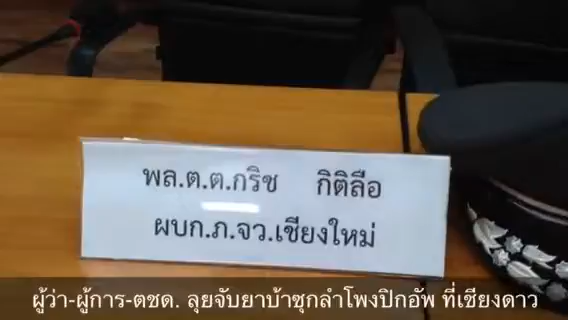 พล.ต.ต.กริช กิติลือ
ผบก.ภ.จว.เชียงใหม่
ผู้ว่า-ผู้การ-ตชด. ลุยจับยาบ้าซุกลำโพงปิกอัพ ที่เชียงดาว